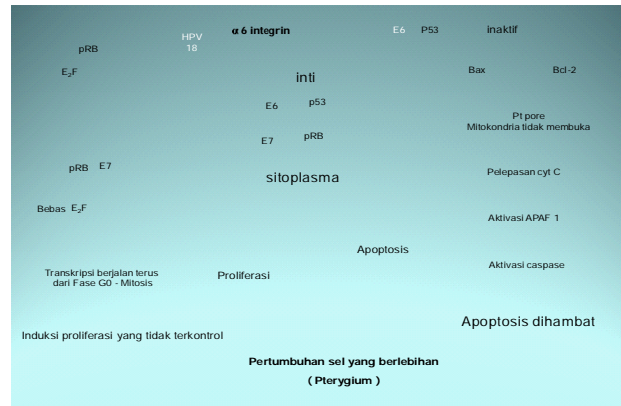 α 6 integrin
HPV
18
E6 P53 inaktif
pRB
E₂F
inti
Bax Bcl-2
E6 p53
E7 pRB
Pt pore
Mitokondria tidak membuka
pRB E7
sitoplasma
Pelepasan cyt C
Bebas E₂F
Aktivasi APAF 1
Apoptosis
Transkripsi berjalan terus
dari Fase G0 - Mitosis
Proliferasi
Aktivasi caspase
Apoptosis dihambat
Induksi proliferasi yang tidak terkontrol
Pertumbuhan sel yang berlebihan
( Pterygium )